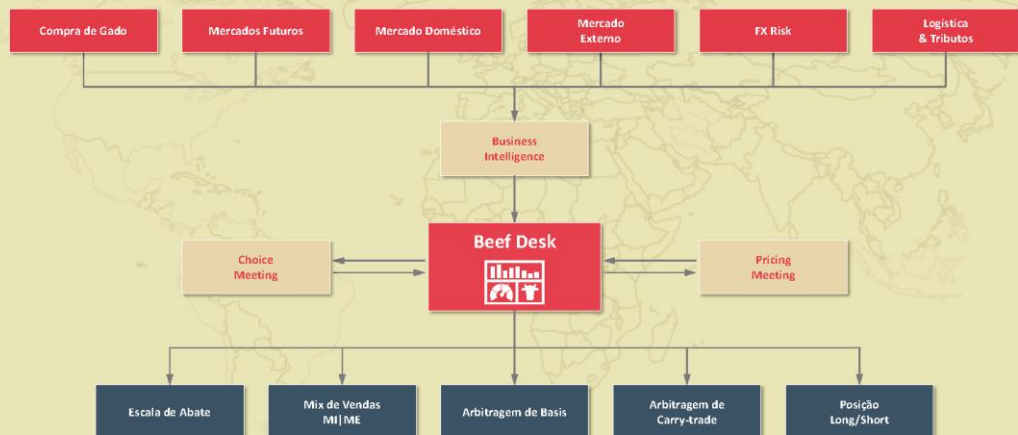 Compra de Gado
Mercados Futuros
Mercado Doméstico
Mercado
Externo
FX Risk
Logística
& Tributos
Business
Intelligence
Beef Desk
Choice
Meeting
Pricing
Meeting
Escala de Abate
Mix de Vendas
MI|ME
Arbitragem de Basis
Arbitragem de
Carry-trade
Posição
Long/Short